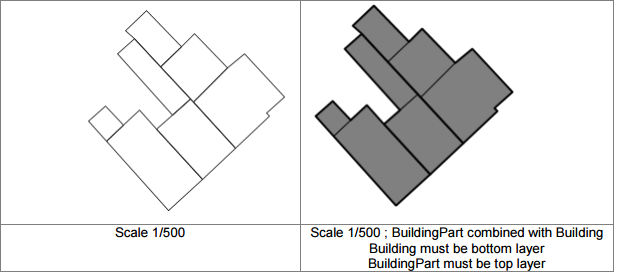 Scale 1/500
Scale 1/500 ; BuildingPart combined with Building
Building must be bottom layer
BuildingPart must be top layer